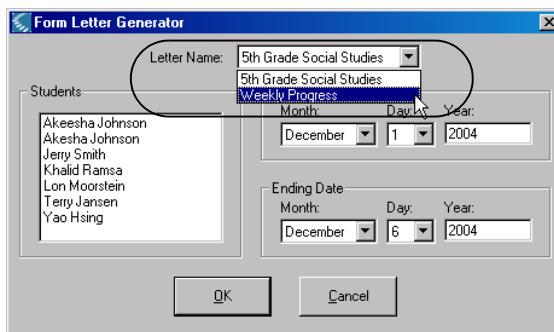 Form Letter Generator
Letter Name: 5th Grade Social Studies
5th Grade Social Studies
Weekly Progress
Students
Akeesha Johnson
Akesha Johnson
Jerry Smith
Khalid Ramsa
Lon Moorstein
Terry Jansen
Yao Hsing
Month: Day: Year:
December 1 2004
Ending Date
Month: Day: Year:
December 6 2004
OK Cancel